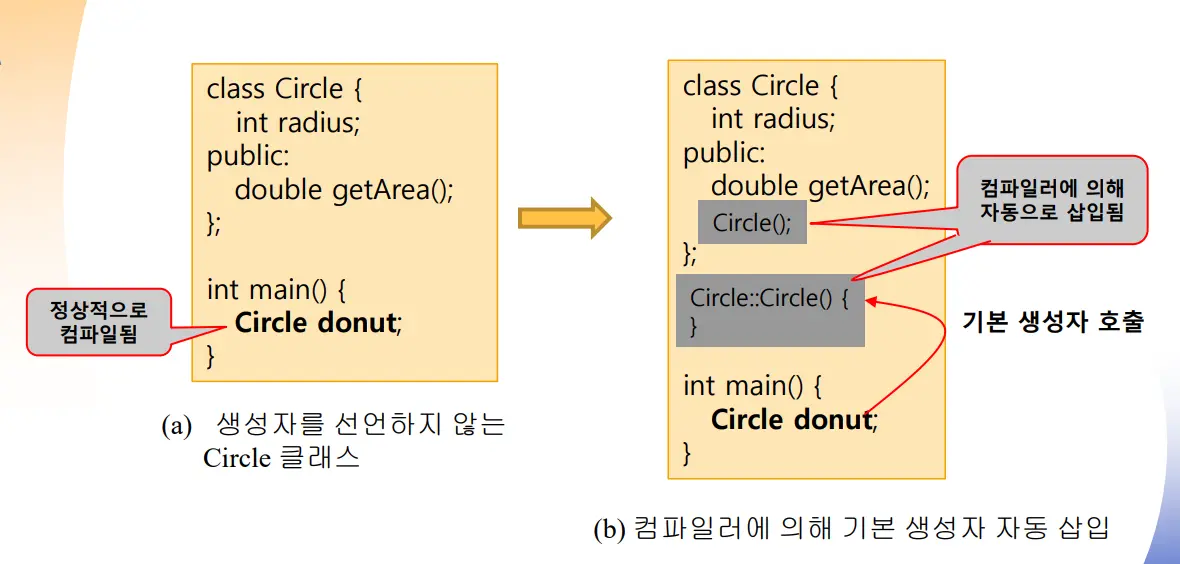 class Circle {
int radius;
public:
double getArea();
};
int main() {
Circle donut;
}
정상적으로
컴파일됨
(a) 생성자를 선언하지 않는
Circle 클래스
class Circle {
int radius;
public:
double getArea();
Circle();
};
Circle::Circle() {
}
int main() {
Circle donut;
}
컴파일러에 의해
자동으로 삽입됨
기본 생성자 호출
(b) 컴파일러에 의해 기본 생성자 자동 삽입